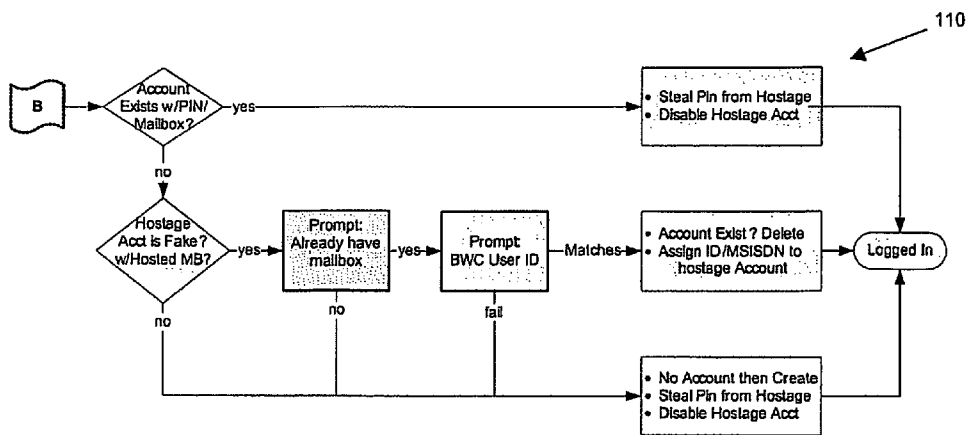 110
B
Account
Exists w/PIN/
Mailbox?
yes
• Steal Pin from Hostage
• Disable Hostage Acct
no
Hostage
Acct is Fake?
w/Hosted MB?
yes
Prompt:
Already have
mailbox
yes
Prompt:
BWC User ID
Matches
• Account Exist ? Delete
• Assign ID/MSISDN to
hostage Account
Logged In
no
no
fail
• No Account then Create
• Steal Pin from Hostage
• Disable Hostage Acct